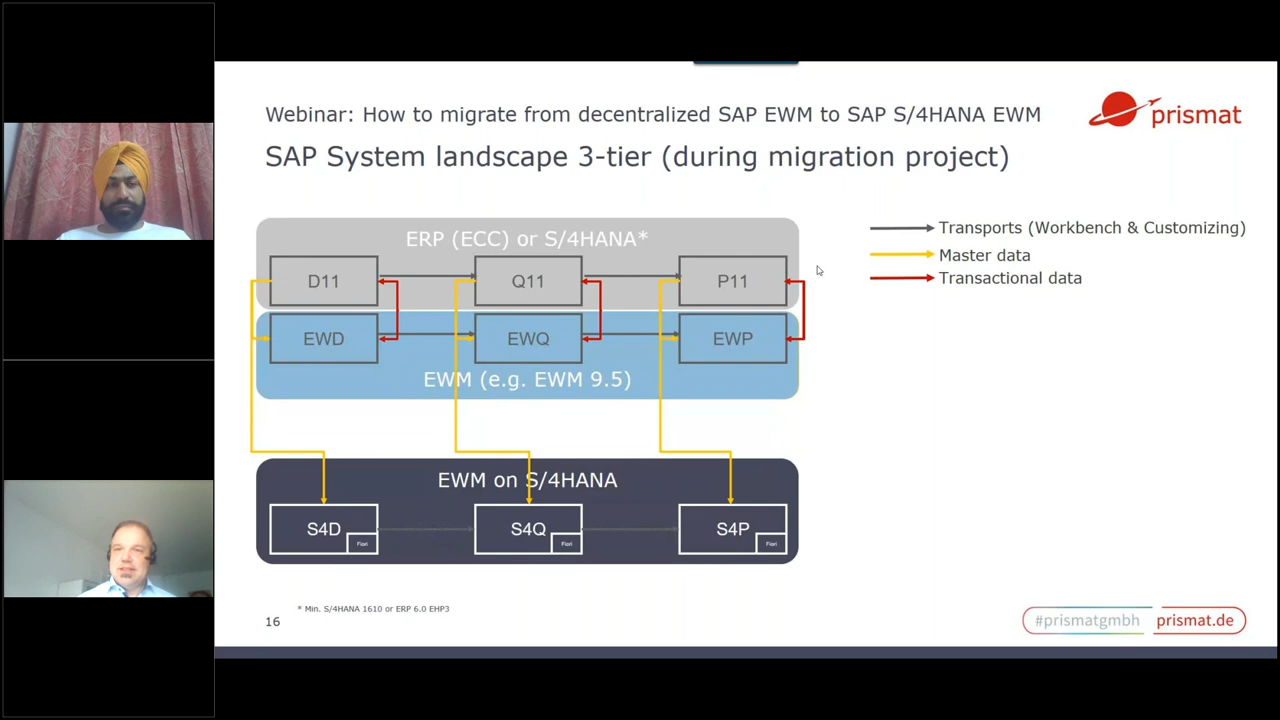 Webinar: How to migrate from decentralized SAP EWM to SAP S/4HANA EWM
prismat
SAP System landscape 3-tier (during migration project)
ERP (ECC) or S/4HANA*
D11
Q11
P11
EWD
EWQ
EWP
EWM (e.g. EWM 9.5)
Transports (Workbench & Customizing)
Master data
Transactional data
EWM on S/4HANA
S4D
Fiori
S4Q
Fiori
S4P
Fiori
* Min. S/4HANA 1610 or ERP 6.0 EHP3
16
#prismatgmbh
prismat.de